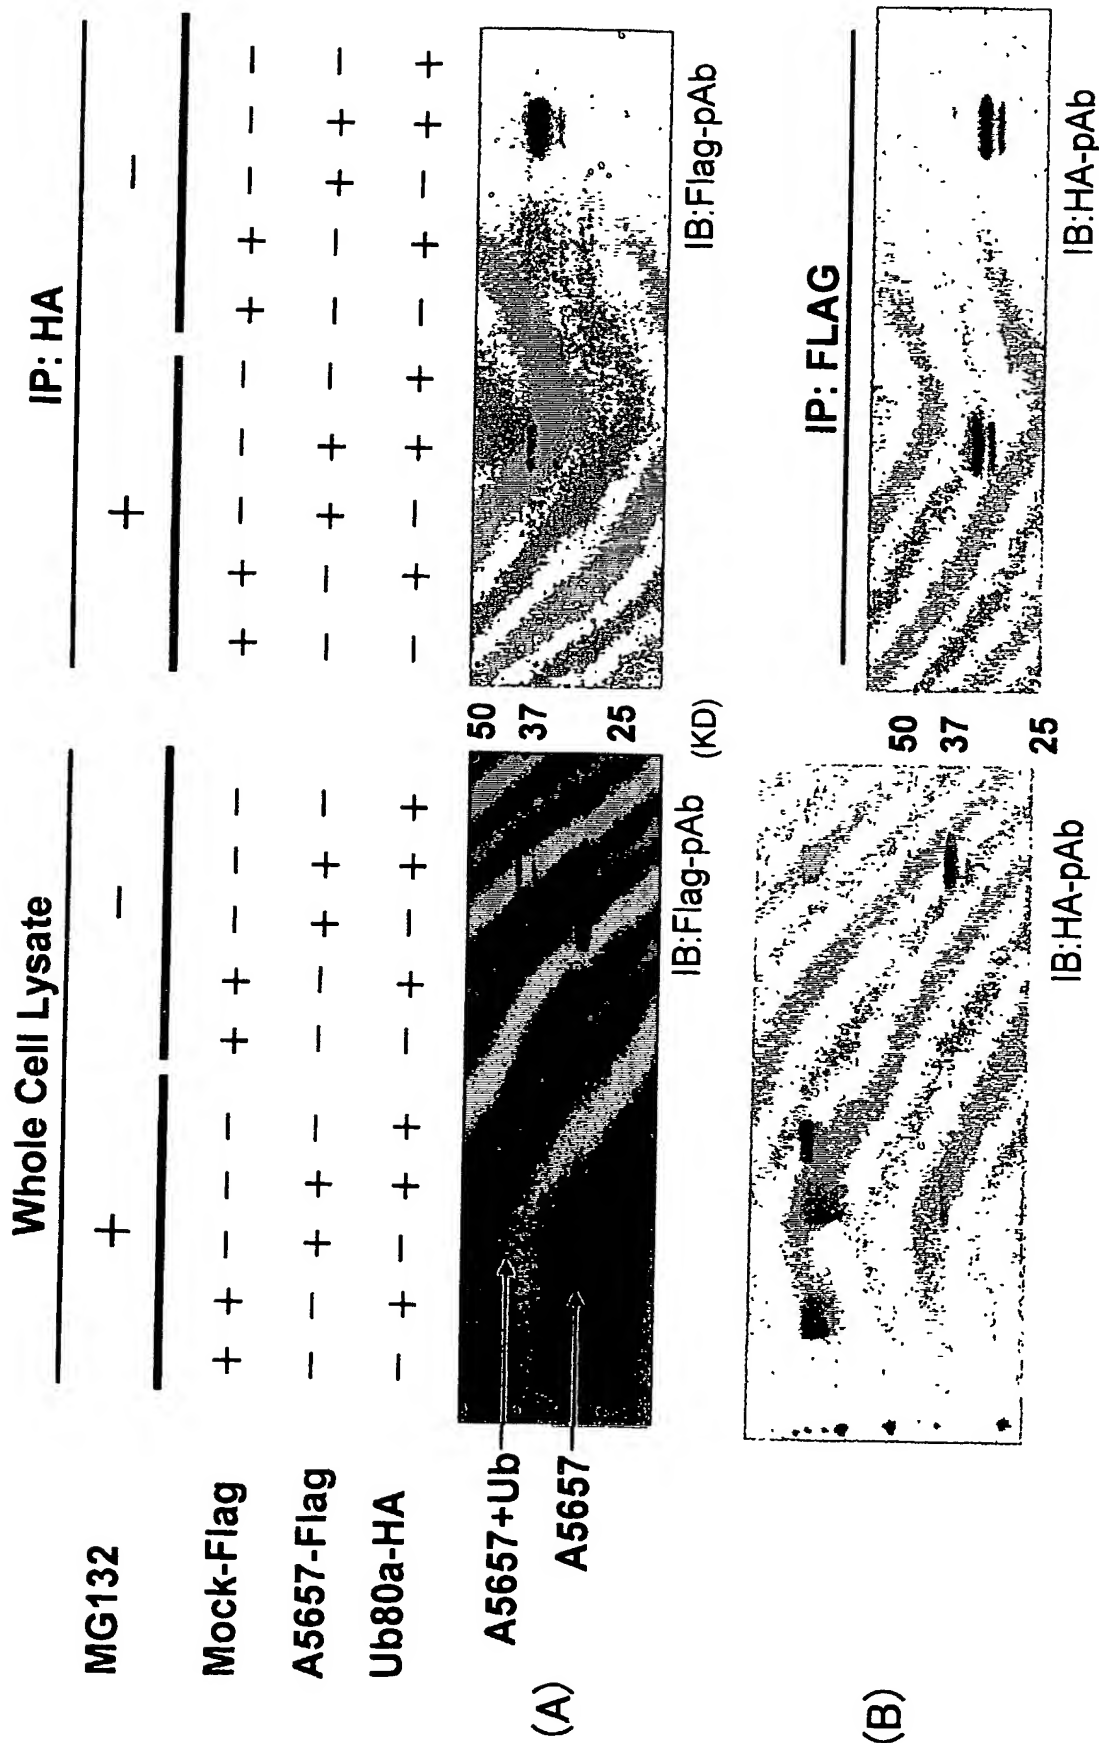 Whole Cell Lysate IP: HA
MG132 + − + −
Mock-Flag + + − − − + + − − − + + − − − + + − − −
A5657-Flag − − + + − − − + + − − − + + − − − + + −
Ub80a-HA − + − + + − + − + + − + − + + − + − + +
(A)
A5657+Ub
A5657
50
37
25
(KD)
IB:Flag-pAb IB:Flag-pAb
IP: FLAG
(B)
50
37
25
IB:HA-pAb IB:HA-pAb